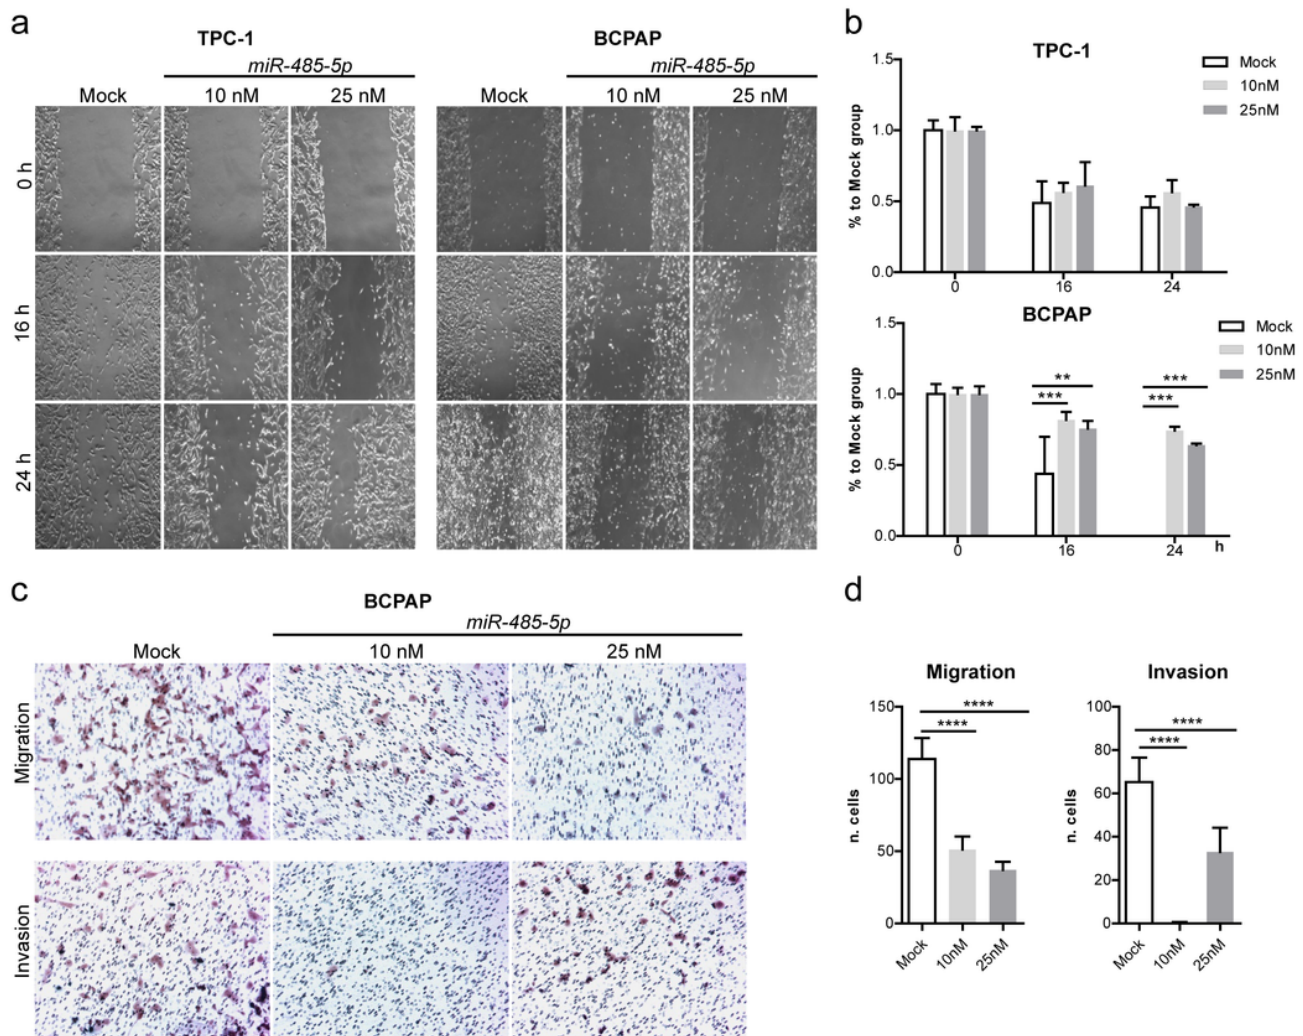 a
TPC-1
miR-485-5p
Mock 10 nM 25 nM
BCPAP
miR-485-5p
Mock 10 nM 25 nM
0 h
16 h
24 h
b
TPC-1
% to Mock group
1.5
1.0
0.5
0.0
0 16 24
Mock
10nM
25nM
BCPAP
% to Mock group
1.5
1.0
0.5
0.0
** ***
*** ***
0 16 24 h
Mock
10nM
25nM
c
BCPAP
miR-485-5p
Mock 10 nM 25 nM
Migration
Invasion
d
Migration
n. cells
150
100
50
0
****
****
Mock 10nM 25nM
Invasion
n. cells
100
80
60
40
20
0
****
****
Mock 10nM 25nM